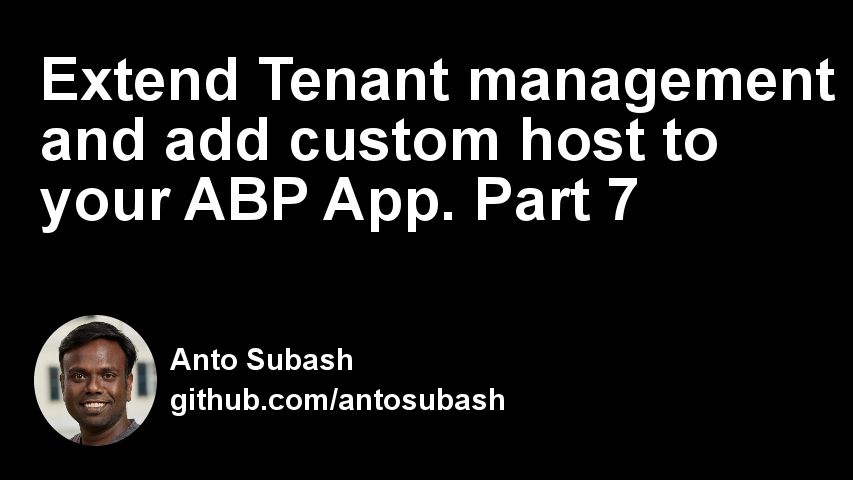 Extend Tenant management
and add custom host to
your ABP App. Part 7
Anto Subash
github.com/antosubash